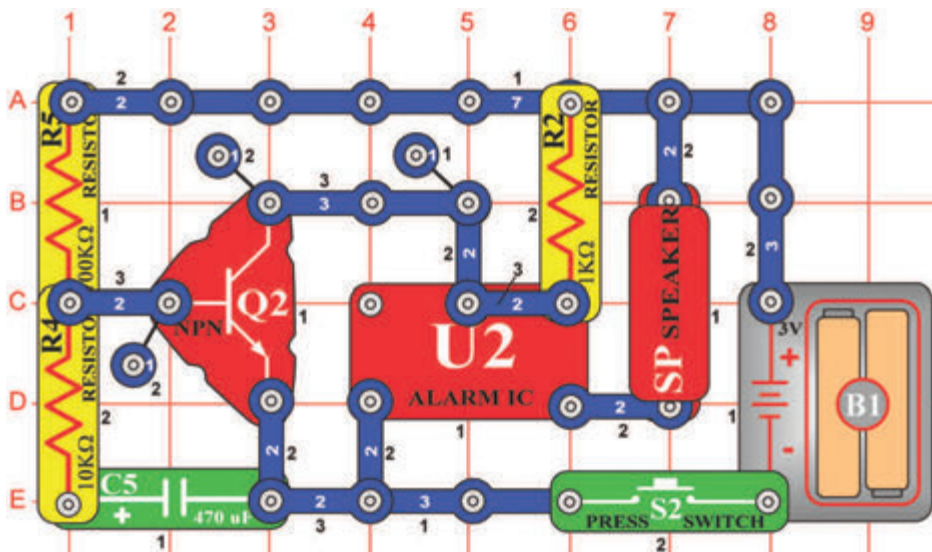 1 2 3 4 5 6 7 8 9
2 1
A 2 7
R5 RESISTOR R2 RESISTOR
1 2 1 1 2 2
B 3 3
1 2 2 2 2 3
00KΩ 1KΩ SPEAKER
3 3
C 2 2
Q2 NPN 1
U2
R4 RESISTOR
1 2
SP 1
3V
+
B1
-
1
D ALARM IC 2
1 2
2 10KΩ
2 2 2 2
C5
+
470 uF
E 2 3
3 1
S2
PRESS SWITCH
1 2